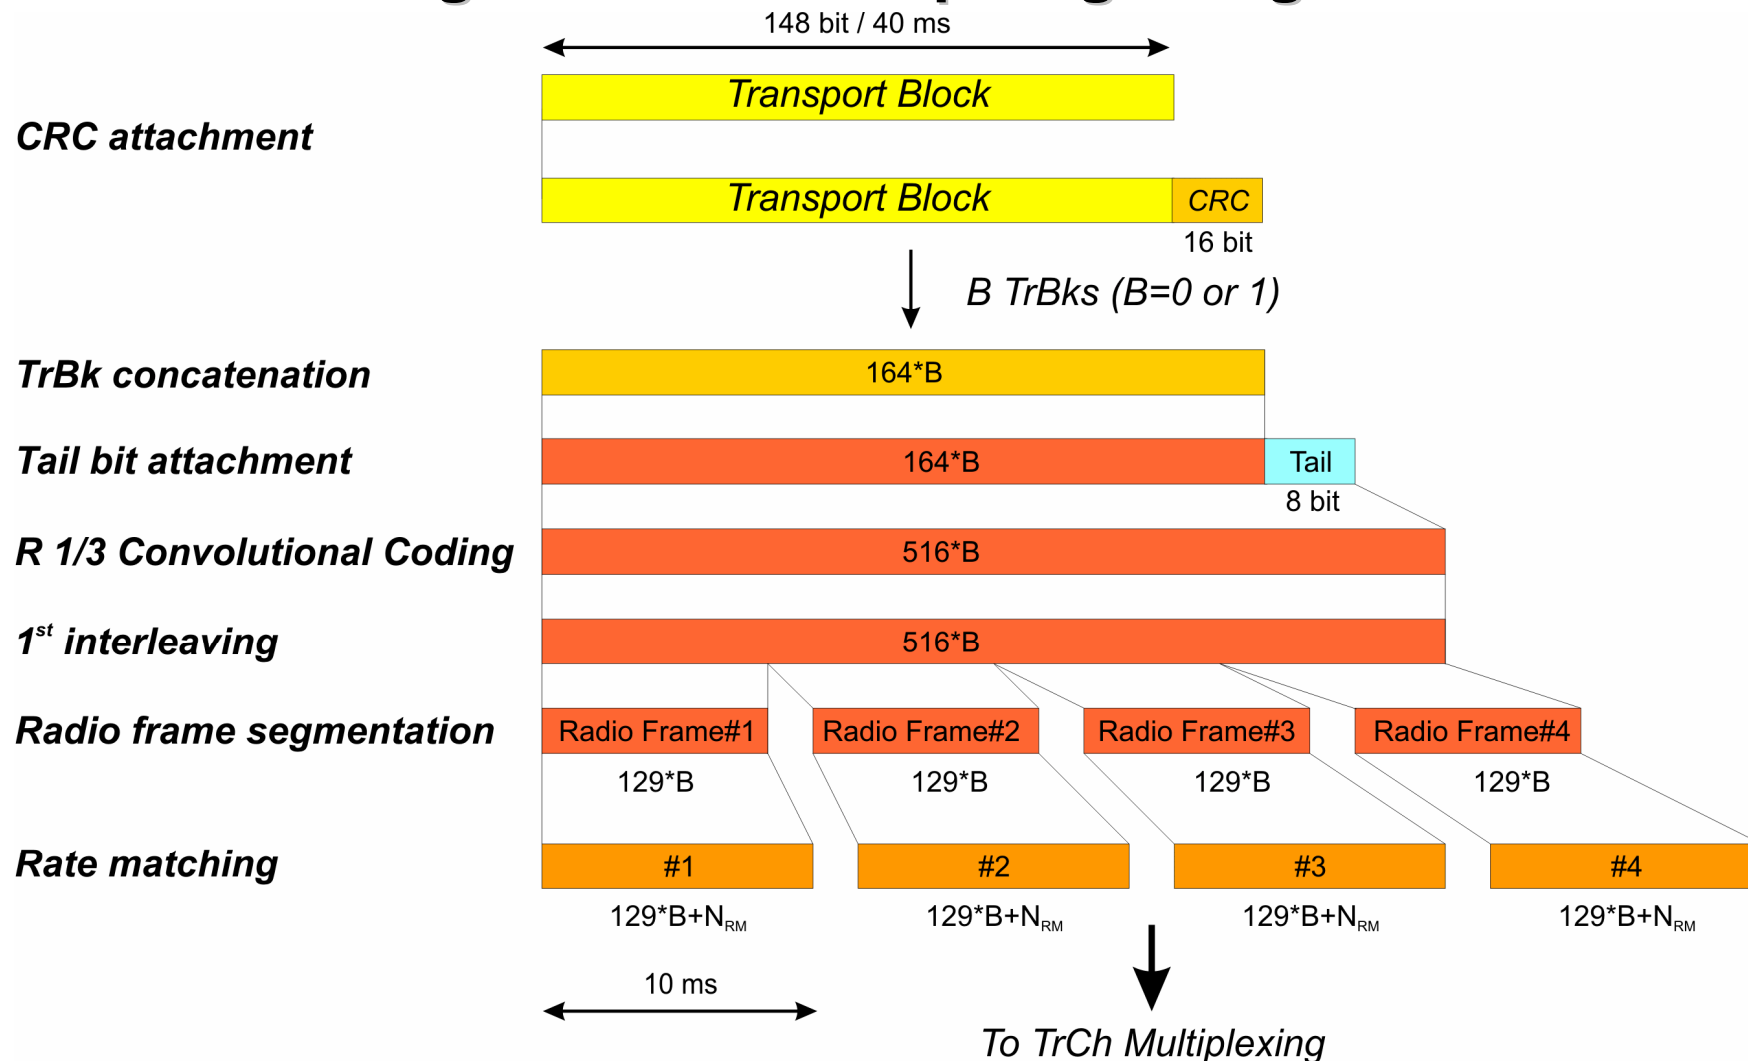 148 bit / 40 ms
Transport Block
CRC attachment
Transport Block CRC
16 bit
B TrBks (B=0 or 1)
TrBk concatenation 164*B
Tail bit attachment 164*B Tail
8 bit
R 1/3 Convolutional Coding 516*B
1st interleaving 516*B
Radio frame segmentation Radio Frame#1 Radio Frame#2 Radio Frame#3 Radio Frame#4
129*B 129*B 129*B 129*B
Rate matching #1 #2 #3 #4
129*B+NRM 129*B+NRM 129*B+NRM 129*B+NRM
10 ms
To TrCh Multiplexing